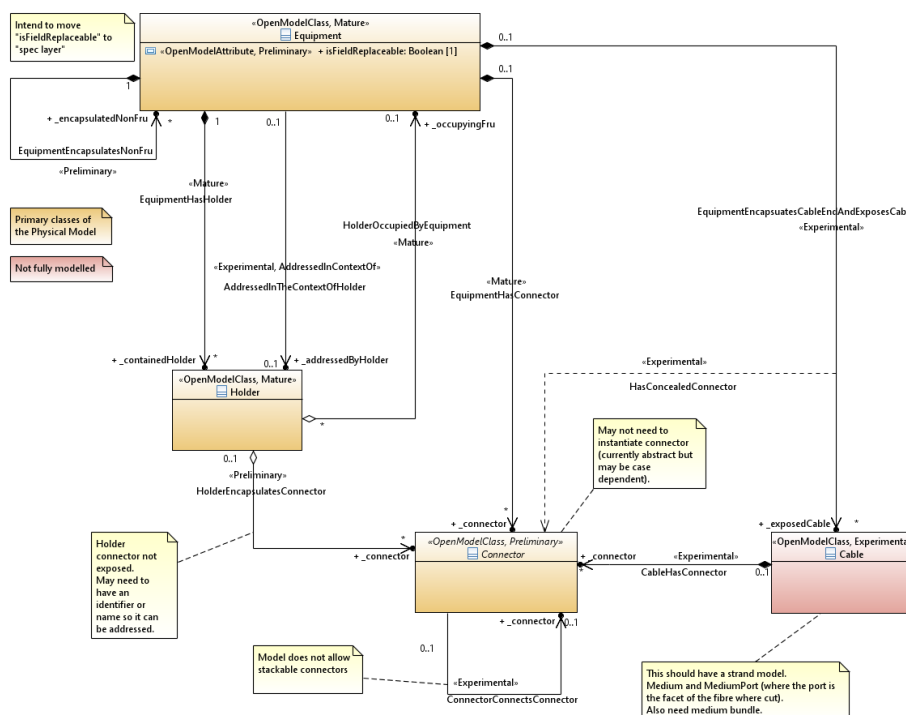 Intend to move
"isFieldReplaceable" to
"spec layer"
«OpenModelClass, Mature»
Equipment
«OpenModelAttribute, Preliminary» + isFieldReplaceable: Boolean [1]
0..1
0..1
1
+ _encapsulatedNonFru
*
1
0..1
0..1
+ _occupyingFru
EquipmentEncapsulatesNonFru
«Preliminary»
«Mature»
EquipmentHasHolder
Primary classes of
the Physical Model
Not fully modelled
HolderOccupiedByEquipment
«Mature»
EquipmentEncapsuatesCableEndAndExposesCab
«Experimental»
«Experimental, AddressedInContextOf»
AddressedInTheContextOfHolder
«Mature»
EquipmentHasConnector
+ _containedHolder
*
0..1
+ _addressedByHolder
«OpenModelClass, Mature»
Holder
*
«Experimental»
HasConcealedConnector
May not need to
instantiate connector
(currently abstract but
may be case
dependent).
0..1
«Preliminary»
HolderEncapsulatesConnector
*
+ _connector
+ _exposedCable
*
Holder
connector not
exposed.
May need to
have an
identifier or
name so it can
be addressed.
*
+ _connector
«OpenModelClass, Preliminary»
Connector
+ _connector
*
«Experimental»
CableHasConnector
0..1
«OpenModelClass, Experimenta
Cable
+ _connector
0..1
0..1
Model does not allow
stackable connectors
«Experimental»
ConnectorConnectsConnector
This should have a strand model.
Medium and MediumPort (where the port is
the facet of the fibre where cut).
Also need medium bundle.